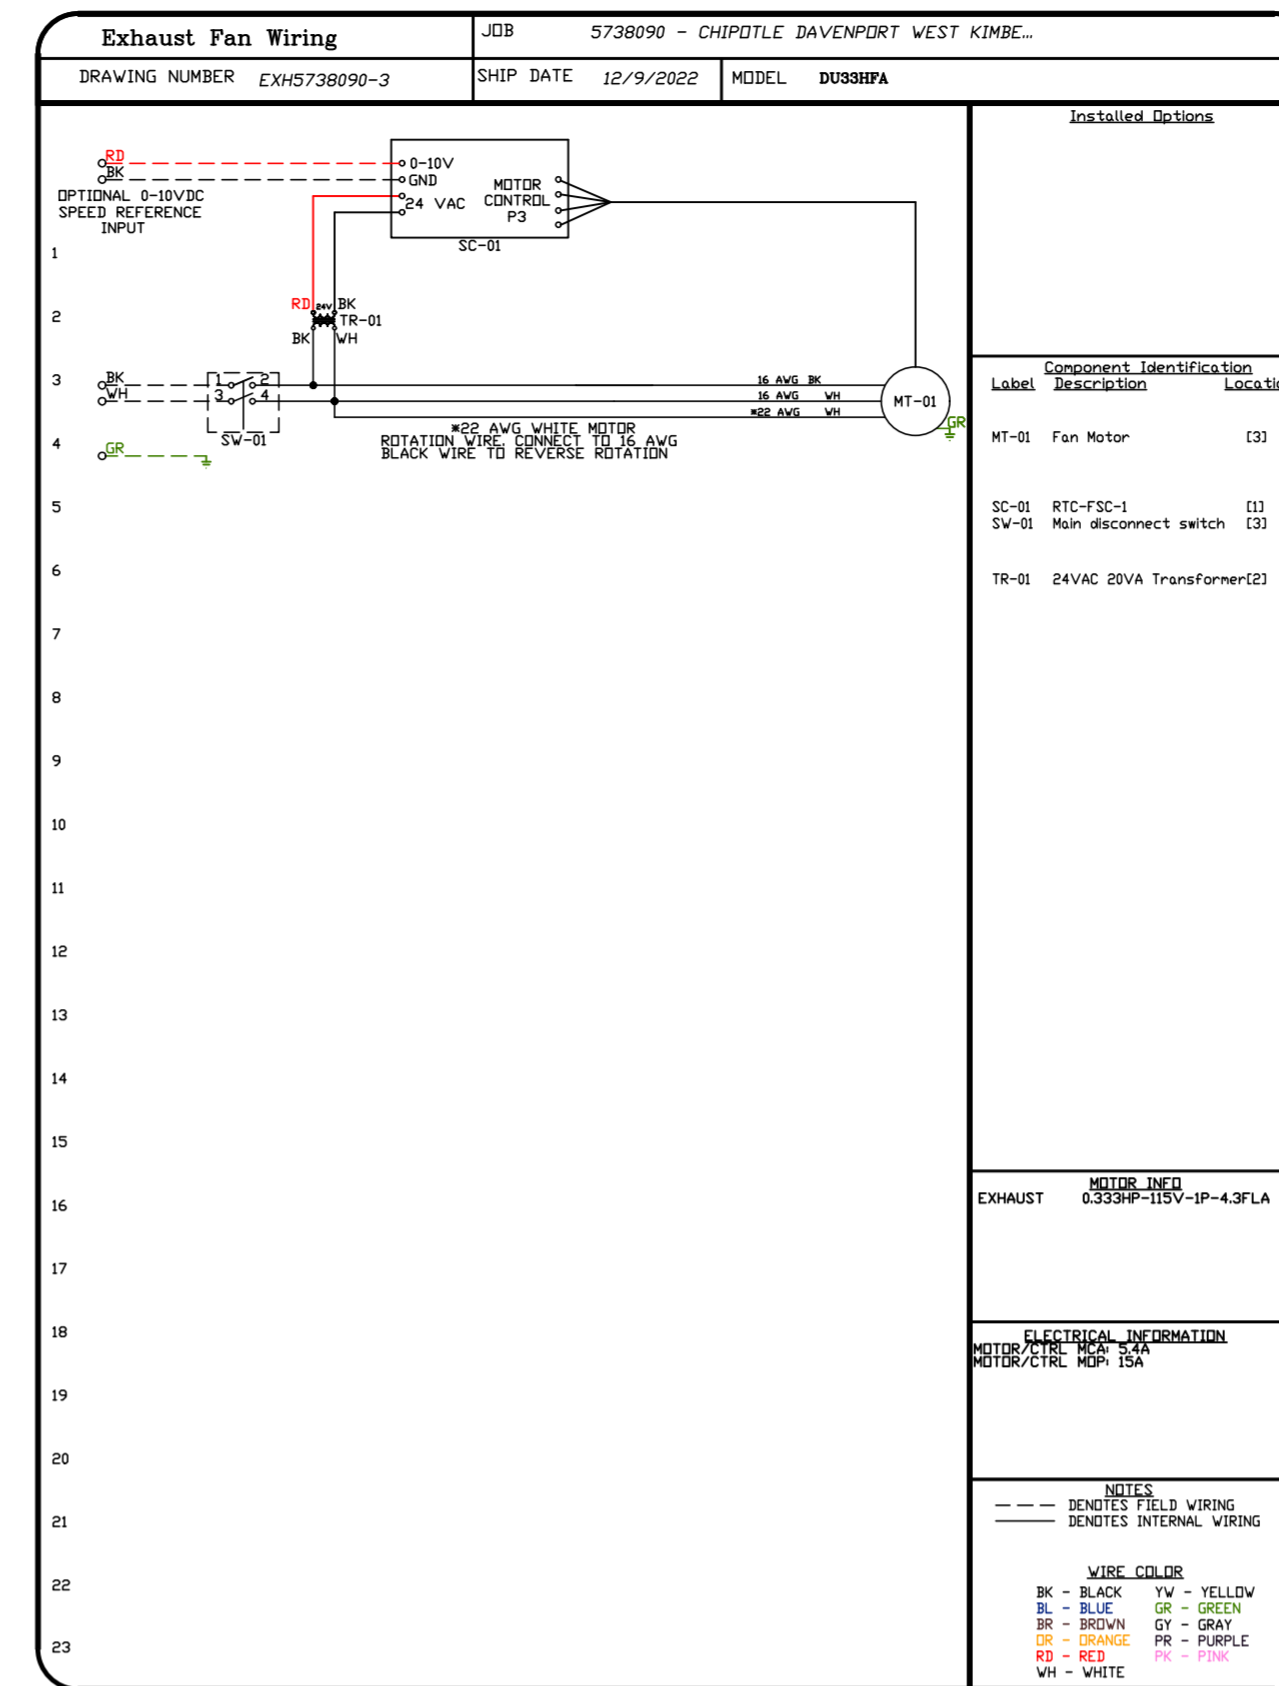 Exhaust Fan Wiring
JOB 5738090 - CHIPOTLE DAVENPORT WEST KIMBE...
DRAWING NUMBER EXH5738090-3
SHIP DATE 12/9/2022
MODEL DU33HFA
RD
BK
OPTIONAL 0-10VDC
SPEED REFERENCE
INPUT
0-10V
GND
24 VAC
MOTOR
CONTROL
P3
SC-01
RD 24V BK
TR-01
BK WH
BK
WH
1 2
3 4
SW-01
GR
16 AWG BK
16 AWG WH
*22 AWG WH
MT-01
GR
*22 AWG WHITE MOTOR
ROTATION WIRE. CONNECT TO 16 AWG
BLACK WIRE TO REVERSE ROTATION
1
2
3
4
5
6
7
8
9
10
11
12
13
14
15
16
17
18
19
20
21
22
23
Installed Options
Component Identification
Label Description Locatio
MT-01 Fan Motor [3]
SC-01 RTC-FSC-1 [1]
SW-01 Main disconnect switch [3]
TR-01 24VAC 20VA Transformer[2]
MOTOR INFO
EXHAUST 0.333HP-115V-1P-4.3FLA
ELECTRICAL INFORMATION
MOTOR/CTRL MCA: 5.4A
MOTOR/CTRL MOP: 15A
NOTES
DENOTES FIELD WIRING
DENOTES INTERNAL WIRING
WIRE COLOR
BK - BLACK YW - YELLOW
BL - BLUE GR - GREEN
BR - BROWN GY - GRAY
OR - ORANGE PR - PURPLE
RD - RED PK - PINK
WH - WHITE